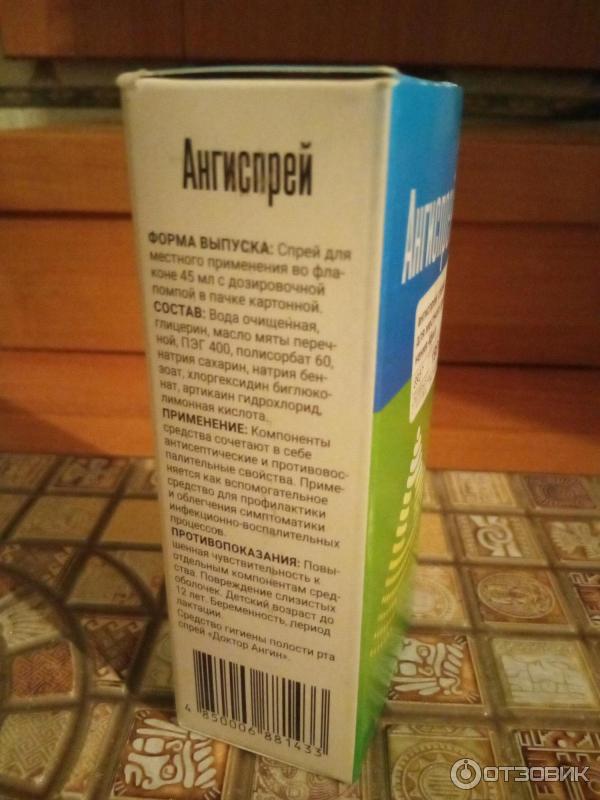 Ангиспрей
ФОРМА ВЫПУСКА: Спрей для
местного применения во фла-
коне 45 мл с дозировочной
помпой в пачке картонной.
СОСТАВ: Вода очищенная,
глицерин, масло мяты переч-
ной, ПЭГ 400, полисорбат 60,
натрия сахарин, натрия бен-
зоат, хлоргексидин биглюко-
нат, артикаин гидрохлорид,
лимонная кислота.
ПРИМЕНЕНИЕ: Компоненты
средства сочетают в себе
антисептические и противовос-
палительные свойства. Приме-
няется как вспомогательное
средство для профилактики
и облегчения симптоматики
инфекционно-воспалительных
процессов.
ПРОТИВОПОКАЗАНИЯ: Повы-
шенная чувствительность к
отдельным компонентам сред-
ства. Повреждение слизистых
оболочек. Детский возраст до
12 лет. Беременность, период
лактации.
Средство гигиены полости рта
спрей «Доктор Ангин».
4 850006 881433
Ангиспр
ОТЗОВИК